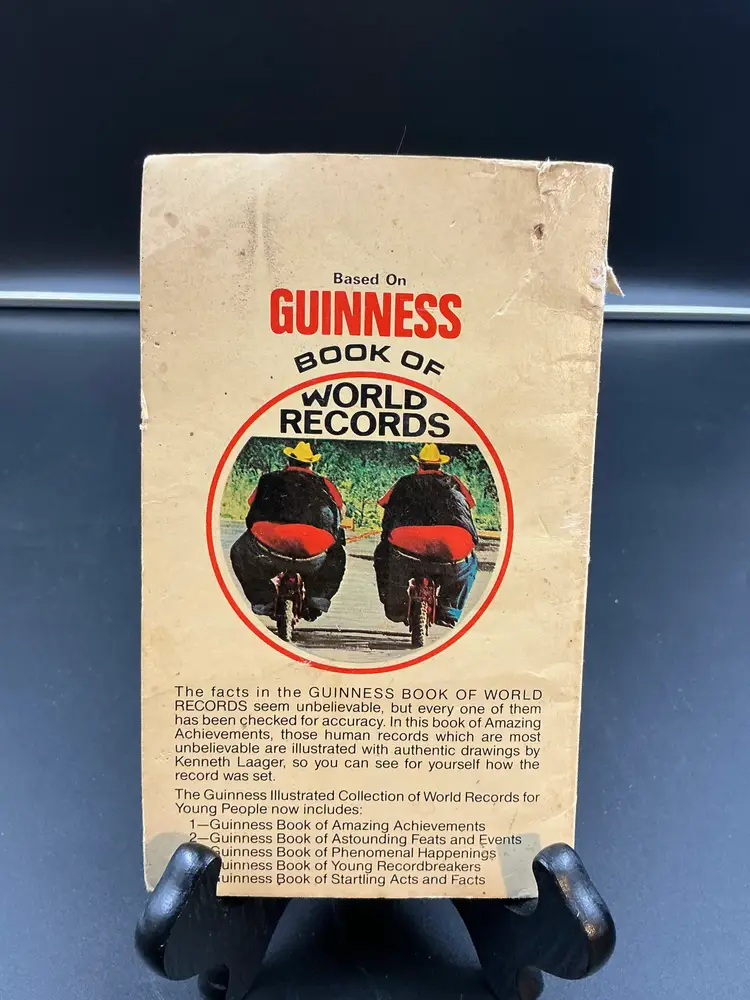 Based On
GUINNESS
BOOK OF
WORLD
RECORDS
The facts in the GUINNESS BOOK OF WORLD
RECORDS seem unbelievable, but every one of them
has been checked for accuracy. In this book of Amazing
Achievements, those human records which are most
unbelievable are illustrated with authentic drawings by
Kenneth Laager, so you can see for yourself how the
record was set.
The Guinness Illustrated Collection of World Records for
Young People now includes:
1—Guinness Book of Amazing Achievements
2—Guinness Book of Astounding Feats and Events
Guinness Book of Phenomenal Happenings
uinness Book of Young Recordbreakers
uinness Book of Startling Acts and Facts